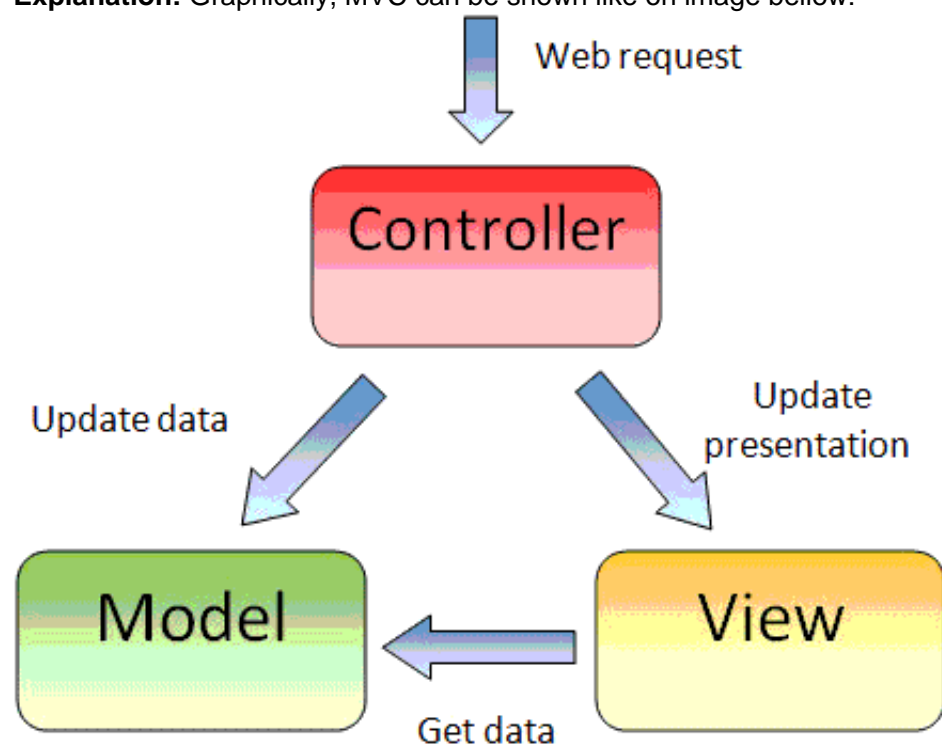 Explanation: Graphically, MVC can be shown like on image bellow:
Web request
Controller
Update data
Update
presentation
Model
View
Get data